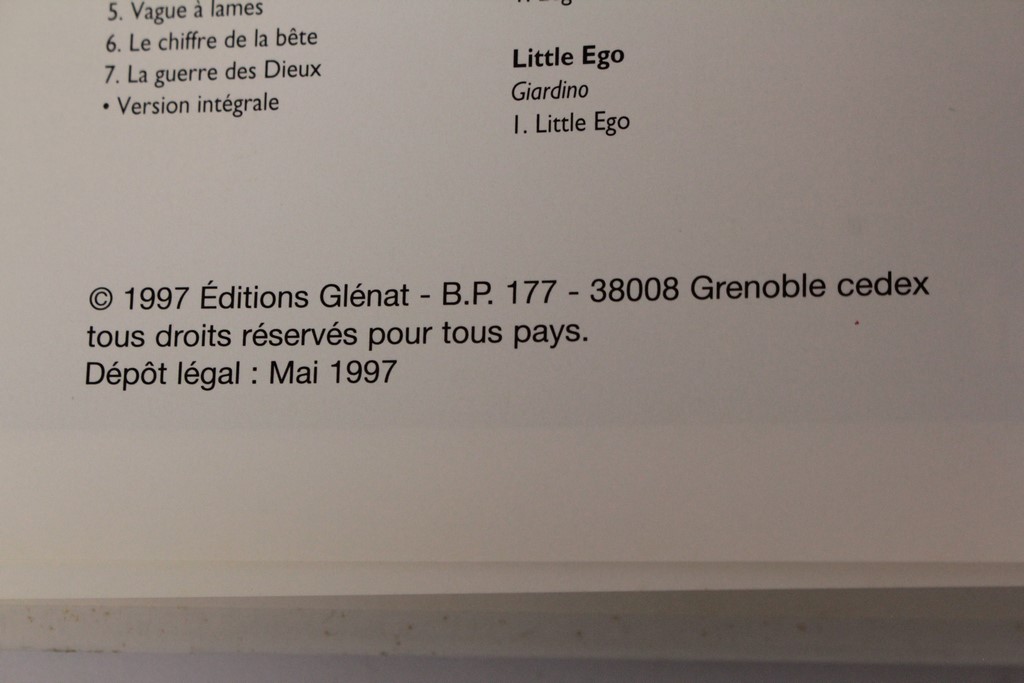 5. Vague à lames
6. Le chiffre de la bête
7. La guerre des Dieux
• Version intégrale
Little Ego
Giardino
1. Little Ego
© 1997 Éditions Glénat - B.P. 177 - 38008 Grenoble cedex
tous droits réservés pour tous pays.
Dépôt légal : Mai 1997